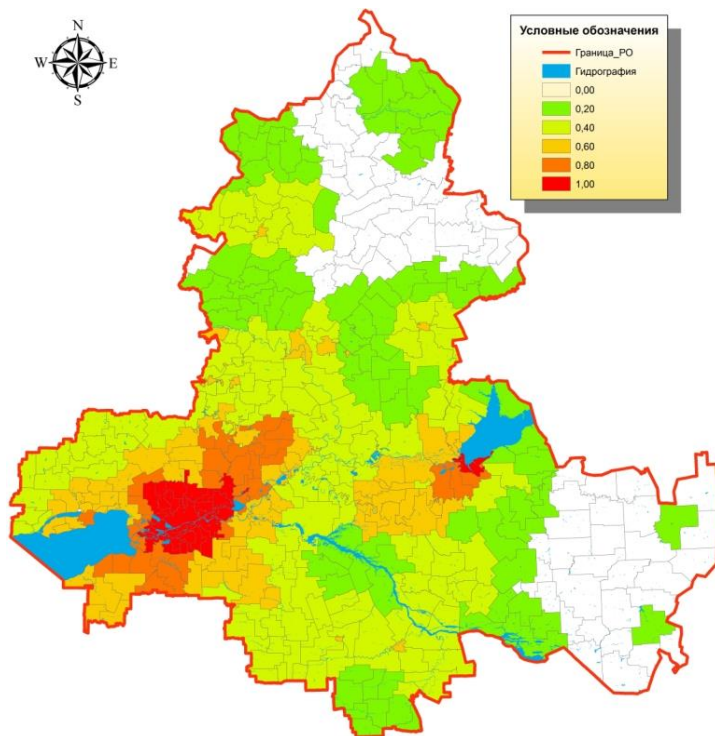 N
W E
S
Условные обозначения
Граница_РО
Гидрография
0,00
0,20
0,40
0,60
0,80
1,00